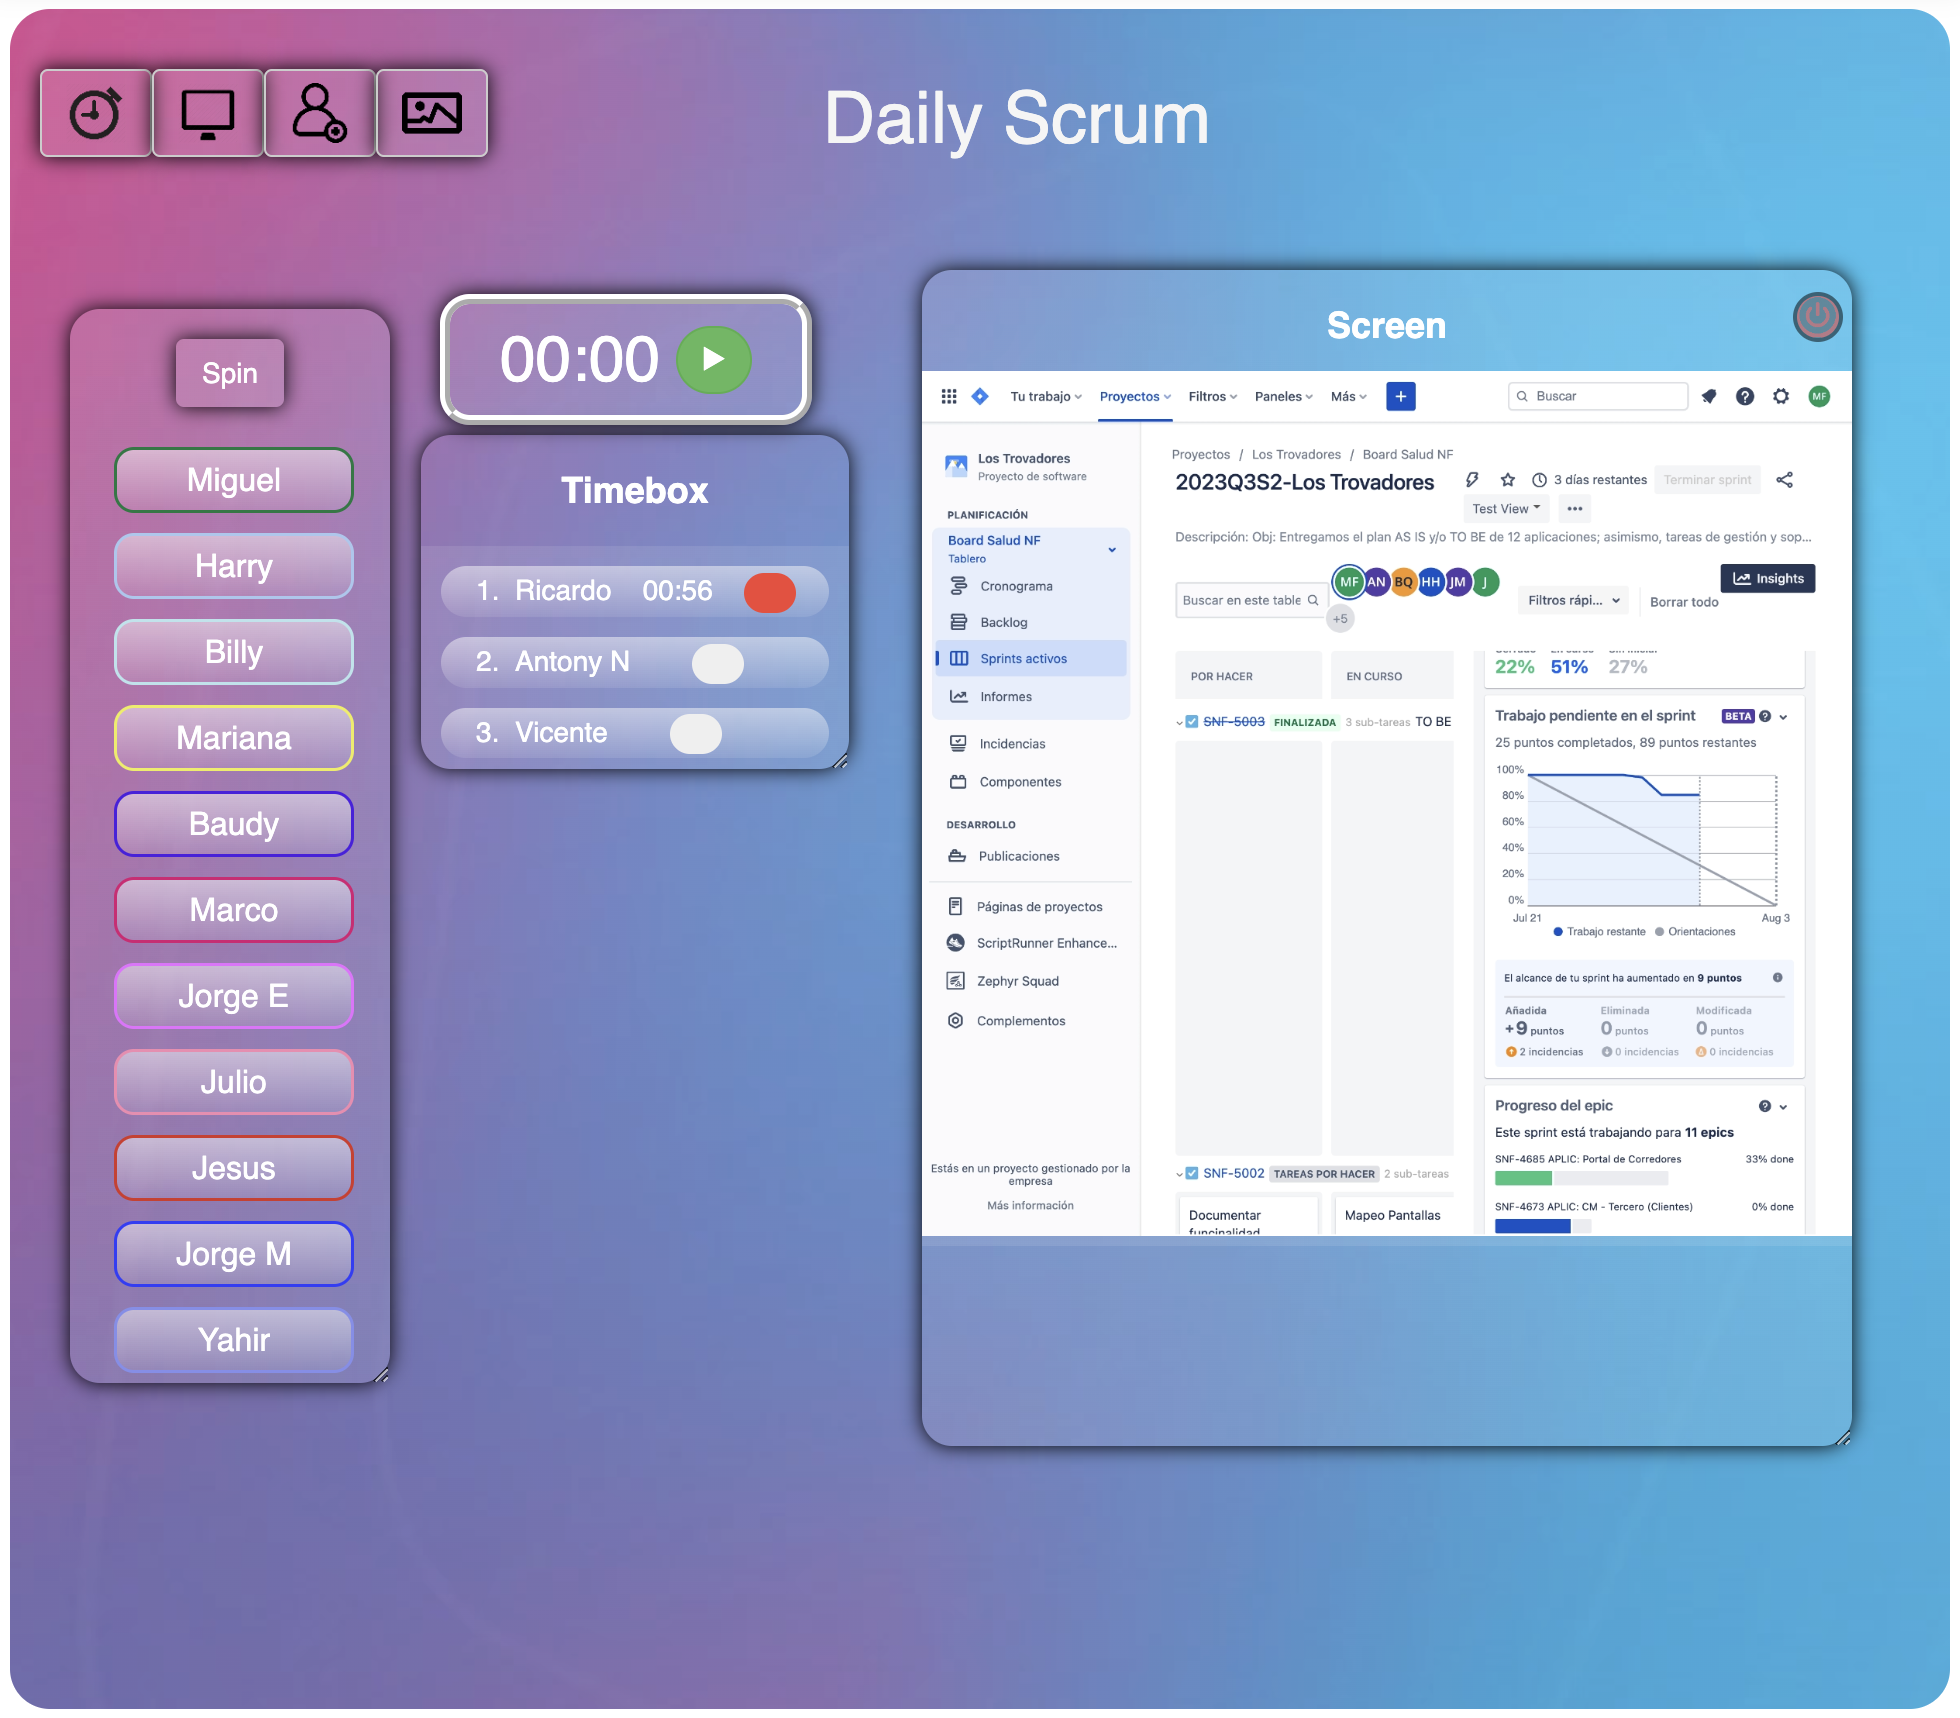 Daily Scrum
Spin
Miguel
Harry
Billy
Mariana
Baudy
Marco
Jorge E
Julio
Jesus
Jorge M
Yahir
00:00
Timebox
1. Ricardo 00:56
2. Antony N
3. Vicente
Screen
Tu trabajo Proyectos Filtros Paneles Más + Buscar MF
Los Trovadores
Proyecto de software
PLANIFICACIÓN
Board Salud NF
Tablero
Cronograma
Backlog
Sprints activos
Informes
Incidencias
Componentes
DESARROLLO
Publicaciones
Páginas de proyectos
ScriptRunner Enhance...
Zephyr Squad
Complementos
Estás en un proyecto gestionado por la
empresa
Más información
Proyectos / Los Trovadores / Board Salud NF
2023Q3S2-Los Trovadores 3 días restantes Terminar sprint
Test View •••
Descripción: Obj: Entregamos el plan AS IS y/o TO BE de 12 aplicaciones; asimismo, tareas de gestión y sop...
Buscar en este table MF AN BQ HH JM J +5 Filtros rápi... Borrar todo
Insights
POR HACER EN CURSO
SNF-5003 FINALIZADA 3 sub-tareas TO BE
SNF-5002 TAREAS POR HACER 2 sub-tareas
Documentar
funcinalidad
Mapeo Pantallas
22% 51% 27%
Trabajo pendiente en el sprint BETA
25 puntos completados, 89 puntos restantes
100%
80%
60%
40%
20%
0%
Jul 21 Aug 3
Trabajo restante Orientaciones
El alcance de tu sprint ha aumentado en 9 puntos
Añadida Eliminada Modificada
+9 puntos 0 puntos 0 puntos
2 incidencias 0 incidencias 0 incidencias
Progreso del epic
Este sprint está trabajando para 11 epics
SNF-4685 APLIC: Portal de Corredores 33% done
SNF-4673 APLIC: CM - Tercero (Clientes) 0% done